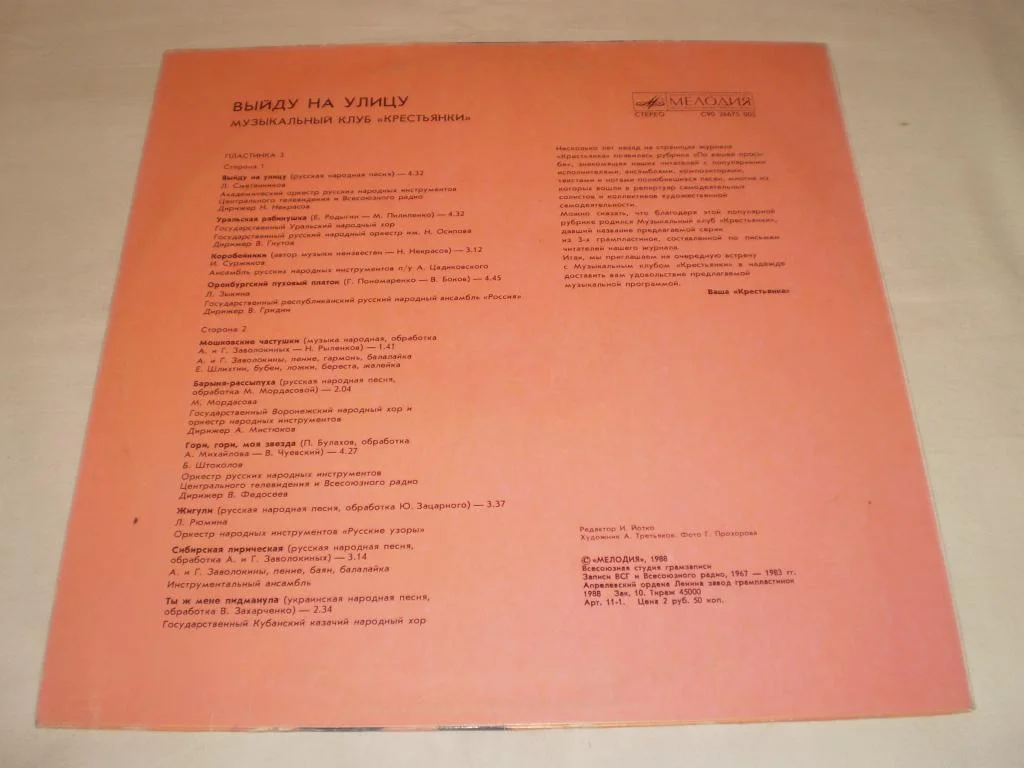 ВЫЙДУ НА УЛИЦУ
МУЗЫКАЛЬНЫЙ КЛУБ «КРЕСТЬЯНКИ»
МЕЛОДИЯ
СТЕРЕО С90 26675 005
ПЛАСТИНКА 3
Сторона 1
Выйду на улицу (русская народная песня) — 4.32
Л. Сметанников
Академический оркестр русских народных инструментов
Центрального телевидения и Всесоюзного радио
Дирижер Н. Некрасов
Уральская рябинушка (Е. Родыгин — М. Пилипенко) — 4.32
Государственный Уральский народный хор
Государственный русский народный оркестр им. Н. Осипова
Дирижер В. Гнутов
Коробейники (автор музыки неизвестен — Н. Некрасов) — 3.12
И. Суржиков
Ансамбль русских народных инструментов п/у А. Цадиковского
Оренбургский пуховый платок (Г. Пономаренко — В. Боков) — 4.45
Л. Зыкина
Государственный республиканский русский народный ансамбль «Россия»
Дирижер В. Гридин
Сторона 2
Мошковские частушки (музыка народная, обработка
А. и Г. Заволокиных — Н. Рыленков) — 1.41
А. и Г. Заволокины, пение, гармонь, балалайка
Е. Шлихтин, бубен, ложки, береста, жалейка
Барыня-рассыпуха (русская народная песня,
обработка М. Мордасовой) — 2.04
М. Мордасова
Государственный Воронежский народный хор и
оркестр народных инструментов
Дирижер А. Мистюков
Гори, гори, моя звезда (П. Булахов, обработка
А. Михайлова — В. Чуевский) — 4.27
Б. Штоколов
Оркестр русских народных инструментов
Центрального телевидения и Всесоюзного радио
Дирижер В. Федосеев
Жигули (русская народная песня, обработка Ю. Зацарного) — 3.37
Л. Рюмина
Оркестр народных инструментов «Русские узоры»
Сибирская лирическая (русская народная песня,
обработка А. и Г. Заволокиных) — 3.14
А. и Г. Заволокины, пение, баян, балалайка
Инструментальный ансамбль
Ты ж мене пидманула (украинская народная песня,
обработка В. Захарченко) — 2.34
Государственный Кубанский казачий народный хор
Несколько лет назад на страницах журнала
«Крестьянка» появилась рубрика «По вашей прось-
бе», знакомящая наших читателей с популярными
исполнителями, ансамблями, композиторами,
текстами и нотами полюбившихся песен, многие из
которых вошли в репертуар самодеятельных
солистов и коллективов художественной
самодеятельности.
Можно сказать, что благодаря этой популярной
рубрике родился Музыкальный клуб «Крестьянки»,
давший название предлагаемой серии
из 3-х грампластинок, составленной по письмам
читателей нашего журнала.
Итак, мы приглашаем на очередную встречу
с Музыкальным клубом «Крестьянки» в надежде
доставить вам удовольствие предлагаемой
музыкальной программой.
Ваша «Крестьянка»
Редактор И. Йотко
Художник А. Третьяков. Фото Г. Прохорова
© «МЕЛОДИЯ», 1988
Всесоюзная студия грамзаписи
Записи ВСГ и Всесоюзного радио, 1967 — 1983 гг.
Апрелевский ордена Ленина завод грампластинок
1988 Зак. 10. Тираж 45000
Арт. 11-1. Цена 2 руб. 50 коп.